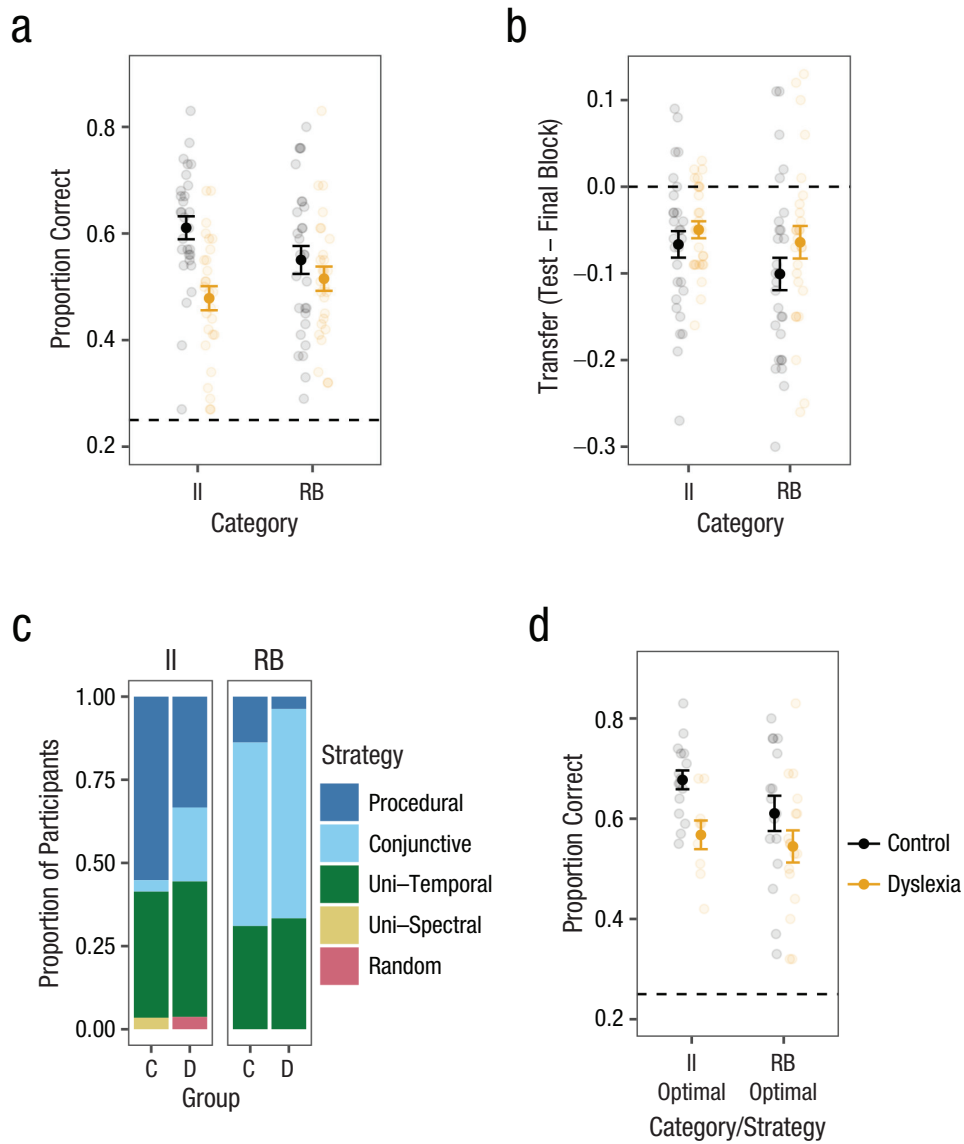 a
0.8
0.6
0.4
0.2
Proportion Correct
II
RB
Category
b
0.1
0.0
−0.1
−0.2
−0.3
Transfer (Test – Final Block)
II
RB
Category
c
II
RB
1.00
0.75
0.50
0.25
0.00
Proportion of Participants
C
D
C
D
Group
Strategy
Procedural
Conjunctive
Uni–Temporal
Uni–Spectral
Random
d
0.8
0.6
0.4
0.2
Proportion Correct
II
Optimal
RB
Optimal
Category/Strategy
Control
Dyslexia